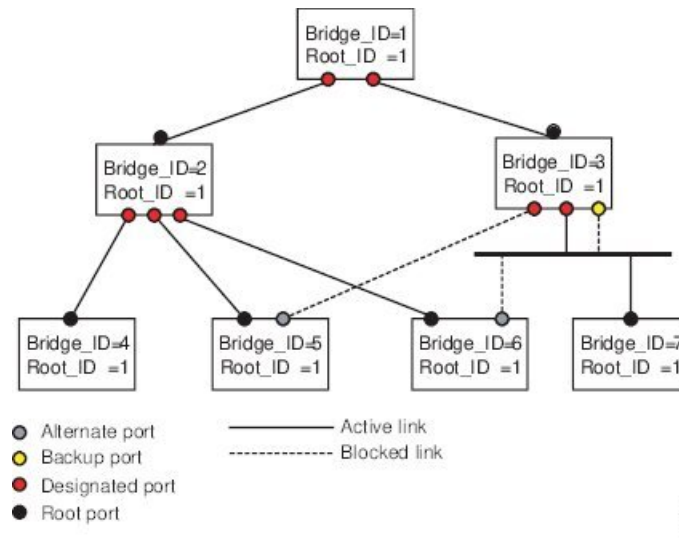 Bridge_ID=1
Root_ID =1
Bridge_ID=2
Root_ID =1
Bridge_ID=3
Root_ID =1
Bridge_ID=4
Root_ID =1
Bridge_ID=5
Root_ID =1
Bridge_ID=6
Root_ID =1
Bridge_ID=7
Root_ID =1
Alternate port
Backup port
Designated port
Root port
Active link
Blocked link